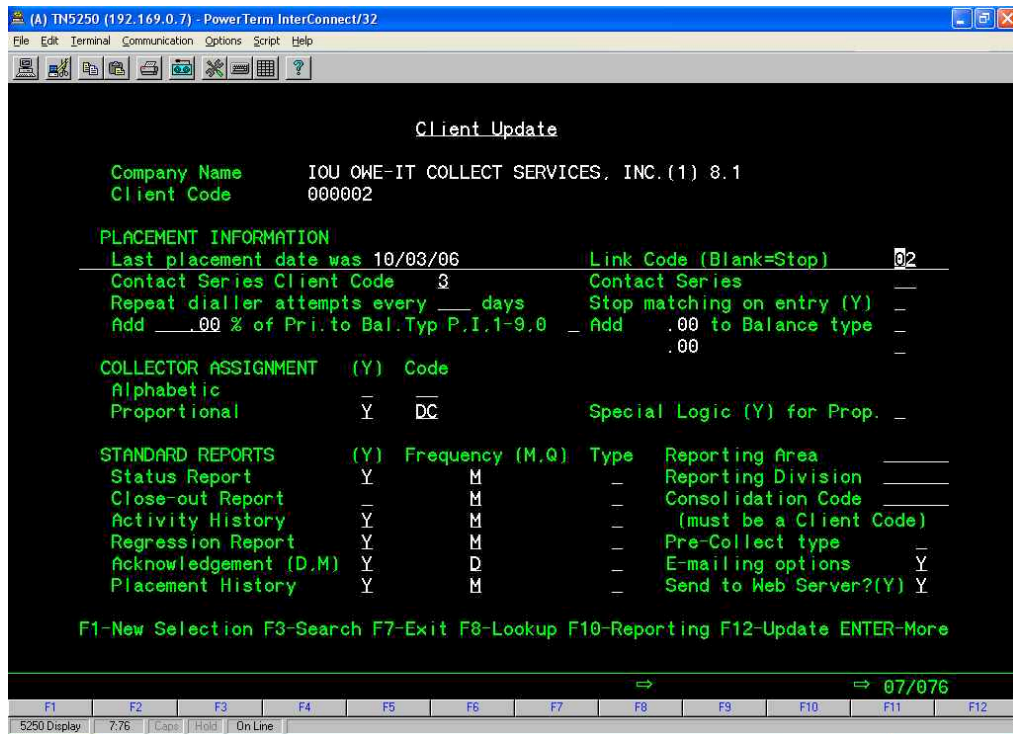 (A) TN5250 (192.169.0.7) - PowerTerm InterConnect/32
File Edit Terminal Communication Options Script Help
Client Update
Company Name IOU OWE-IT COLLECT SERVICES, INC.(1) 8.1
Client Code 000002
PLACEMENT INFORMATION
Last placement date was 10/03/06 Link Code (Blank=Stop) 02
Contact Series Client Code 3 Contact Series __
Repeat dialler attempts every ___ days Stop matching on entry (Y) _
Add ___.00 % of Pri.to Bal.Typ P,I,1-9,0 _ Add .00 to Balance type _
.00 _
COLLECTOR ASSIGNMENT (Y) Code
Alphabetic _ __
Proportional Y DC Special Logic (Y) for Prop. _
STANDARD REPORTS (Y) Frequency (M,Q) Type Reporting Area ______
Status Report Y M _ Reporting Division ______
Close-out Report _ M _ Consolidation Code ______
Activity History Y M _ (must be a Client Code)
Regression Report Y M _ Pre-Collect type _
Acknowledgement (D,M) Y D _ E-mailing options Y
Placement History Y M _ Send to Web Server?(Y) Y
F1-New Selection F3-Search F7-Exit F8-Lookup F10-Reporting F12-Update ENTER-More
⇨ ⇨ 07/076
F1 F2 F3 F4 F5 F6 F7 F8 F9 F10 F11 F12
5250 Display 7:76 Caps Hold On Line